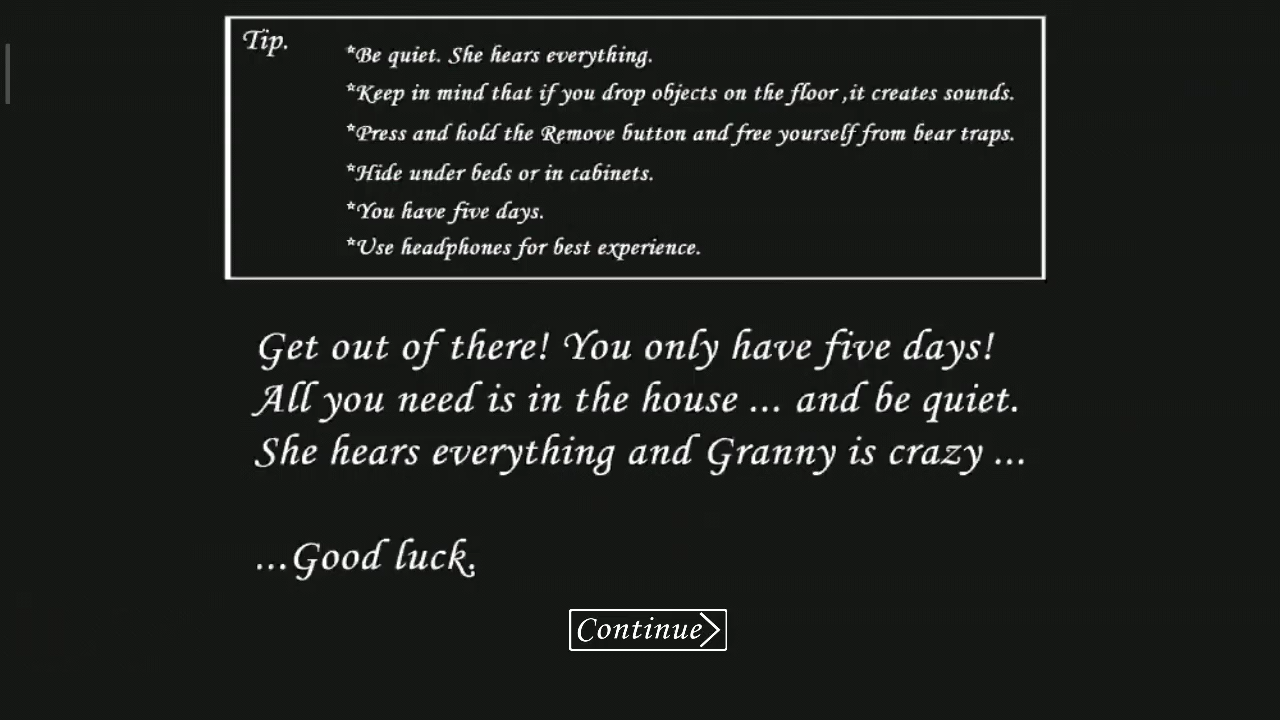 Tip.
*Be quiet. She hears everything.
*Keep in mind that if you drop objects on the floor ,it creates sounds.
*Press and hold the Remove button and free yourself from bear traps.
*Hide under beds or in cabinets.
*You have five days.
*Use headphones for best experience.
Get out of there! You only have five days!
All you need is in the house ... and be quiet.
She hears everything and Granny is crazy ...
...Good luck.
Continue